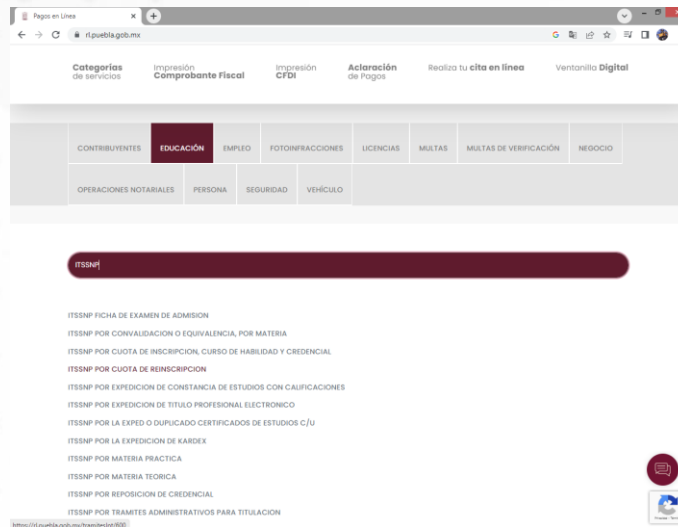 Pagos en Línea
rl.puebla.gob.mx
Categorías de servicios
Impresión Comprobante Fiscal
Impresión CFDI
Aclaración de Pagos
Realiza tu cita en línea
Ventanilla Digital
CONTRIBUYENTES EDUCACIÓN EMPLEO FOTOINFRACCIONES LICENCIAS MULTAS MULTAS DE VERIFICACIÓN NEGOCIO
OPERACIONES NOTARIALES PERSONA SEGURIDAD VEHÍCULO
ITSSNP
ITSSNP FICHA DE EXAMEN DE ADMISION
ITSSNP POR CONVALIDACION O EQUIVALENCIA, POR MATERIA
ITSSNP POR CUOTA DE INSCRIPCION, CURSO DE HABILIDAD Y CREDENCIAL
ITSSNP POR CUOTA DE REINSCRIPCION
ITSSNP POR EXPEDICION DE CONSTANCIA DE ESTUDIOS CON CALIFICACIONES
ITSSNP POR EXPEDICION DE TITULO PROFESIONAL ELECTRONICO
ITSSNP POR LA EXPED O DUPLICADO CERTIFICADOS DE ESTUDIOS C/U
ITSSNP POR LA EXPEDICION DE KARDEX
ITSSNP POR MATERIA PRACTICA
ITSSNP POR MATERIA TEORICA
ITSSNP POR REPOSICION DE CREDENCIAL
ITSSNP POR TRAMITES ADMINISTRATIVOS PARA TITULACION